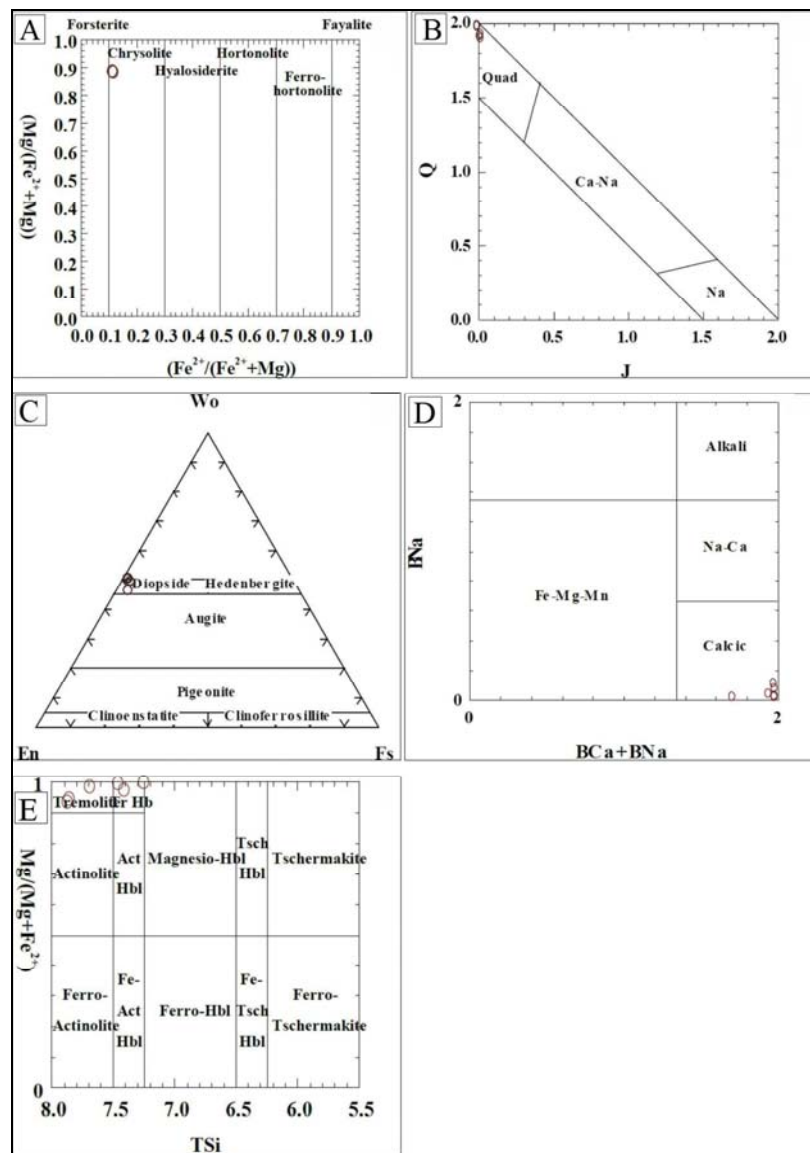 A
Forsterite Fayalite
1.0
0.9
0.8
0.7
0.6
0.5
0.4
0.3
0.2
0.1
0.0
(Mg/(Fe²⁺+Mg))
Chrysolite Hortonolite
Hyalosiderite
Ferro-
hortonolite
0.0 0.1 0.2 0.3 0.4 0.5 0.6 0.7 0.8 0.9 1.0
(Fe²⁺/(Fe²⁺+Mg))
B
2.0
1.5
1.0
0.5
0.0
Q
Quad
Ca-Na
Na
0.0 0.5 1.0 1.5 2.0
J
C
Wo
Diopside Hedenbergite
Augite
Pigeonite
Clinoenstatite Clinoferrosillite
En Fs
D
2
0
BNa
Alkali
Na-Ca
Fe-Mg-Mn
Calcic
0 2
BCa+BNa
E
1
0
Mg/(Mg+Fe²⁺)
Tremolite Hb
Actinolite
Act
Hbl
Magnesio-Hbl
Tsch
Hbl
Tschermakite
Ferro-
Actinolite
Fe-
Act
Hbl
Ferro-Hbl
Fe-
Tsch
Hbl
Ferro-
Tschermakite
8.0 7.5 7.0 6.5 6.0 5.5
TSi